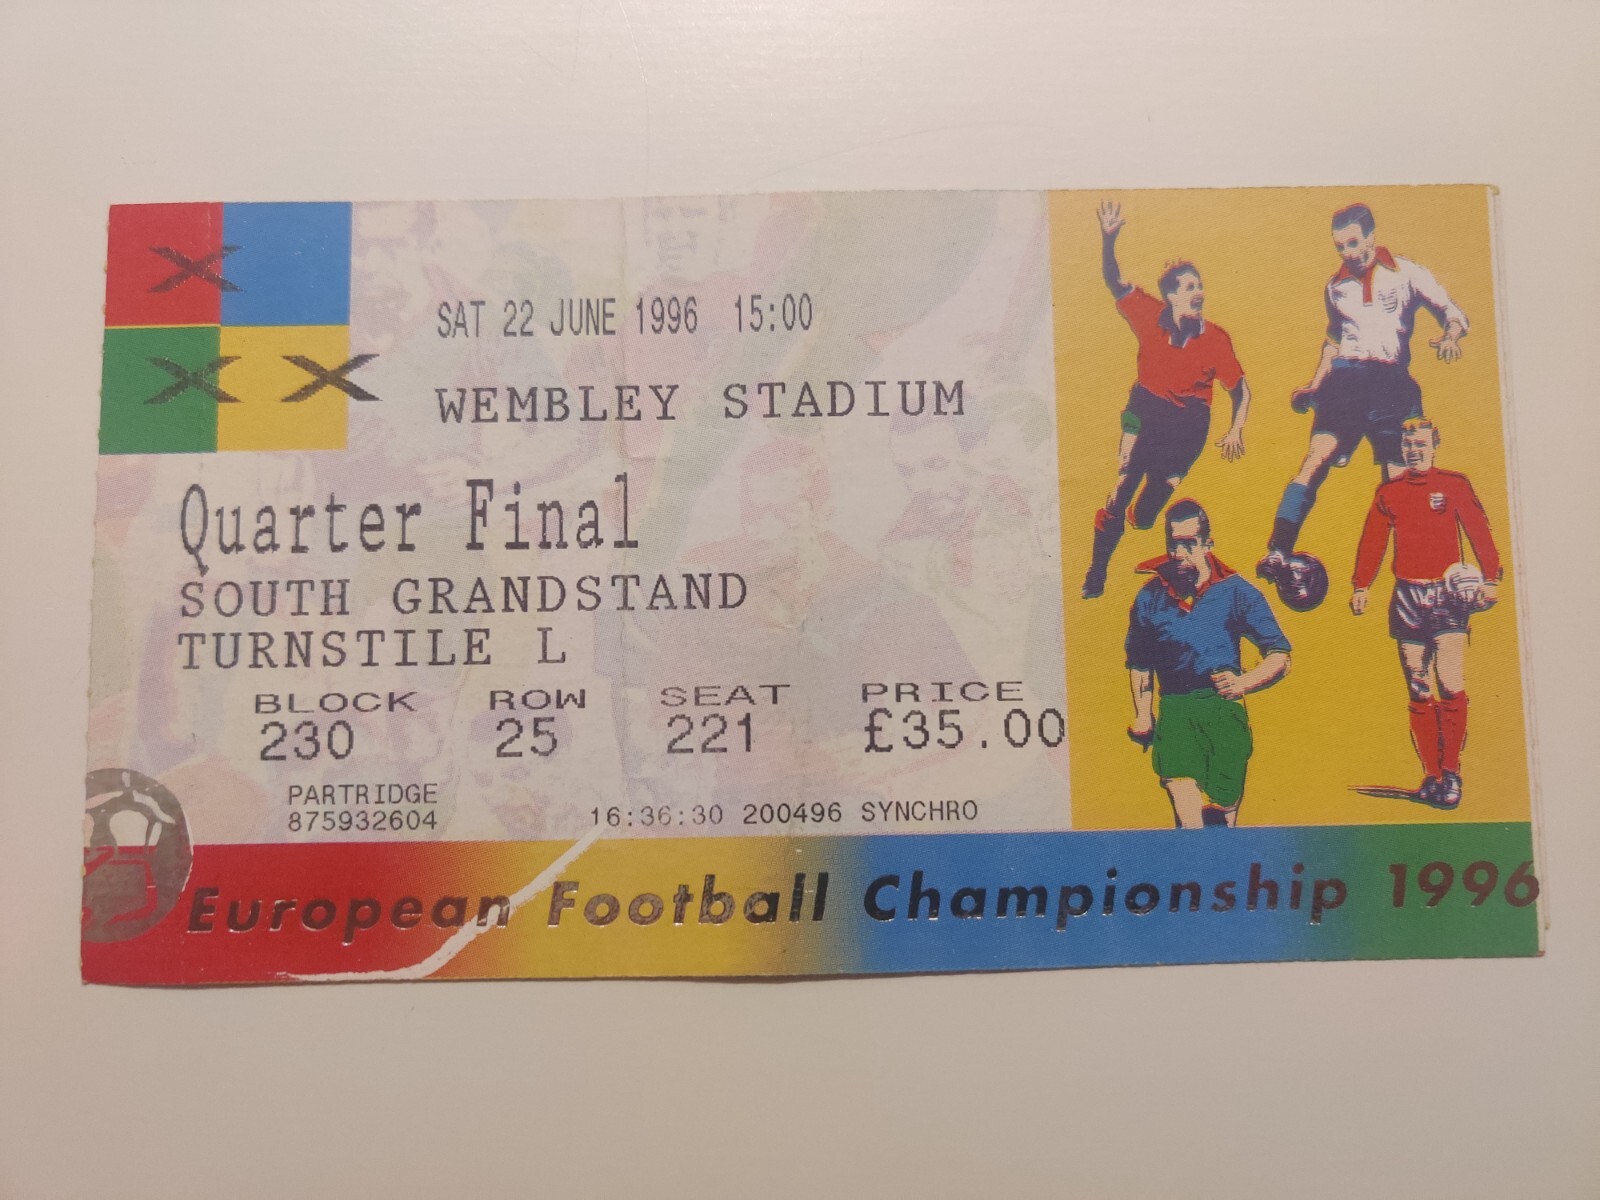 SAT 22 JUNE 1996 15:00
WEMBLEY STADIUM
Quarter Final
SOUTH GRANDSTAND
TURNSTILE L
BLOCK ROW SEAT PRICE
230 25 221 £35.00
PARTRIDGE
875932604 16:36:30 200496 SYNCHRO
European Football Championship 1996